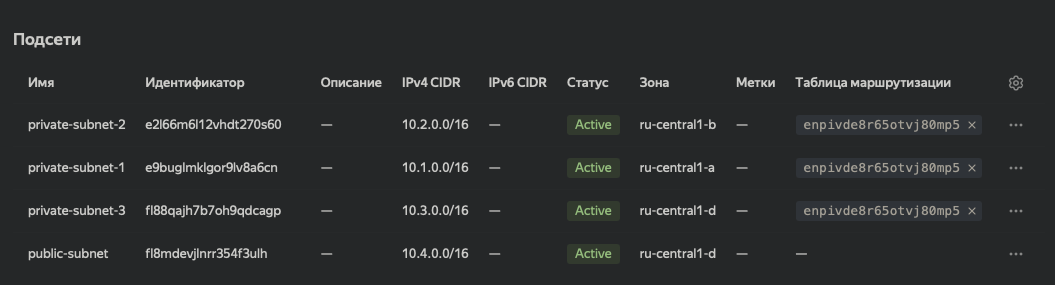 Подсети
Имя Идентификатор Описание IPv4 CIDR IPv6 CIDR Статус Зона Метки Таблица маршрутизации
private-subnet-2 e2l66m6l12vhdt270s60 — 10.2.0.0/16 — Active ru-central1-b — enpivde8r65otvj80mp5 ×
private-subnet-1 e9buglmklgor9lv8a6cn — 10.1.0.0/16 — Active ru-central1-a — enpivde8r65otvj80mp5 ×
private-subnet-3 fl88qajh7b7oh9qdcagp — 10.3.0.0/16 — Active ru-central1-d — enpivde8r65otvj80mp5 ×
public-subnet fl8mdevjlnrr354f3ulh — 10.4.0.0/16 — Active ru-central1-d — —